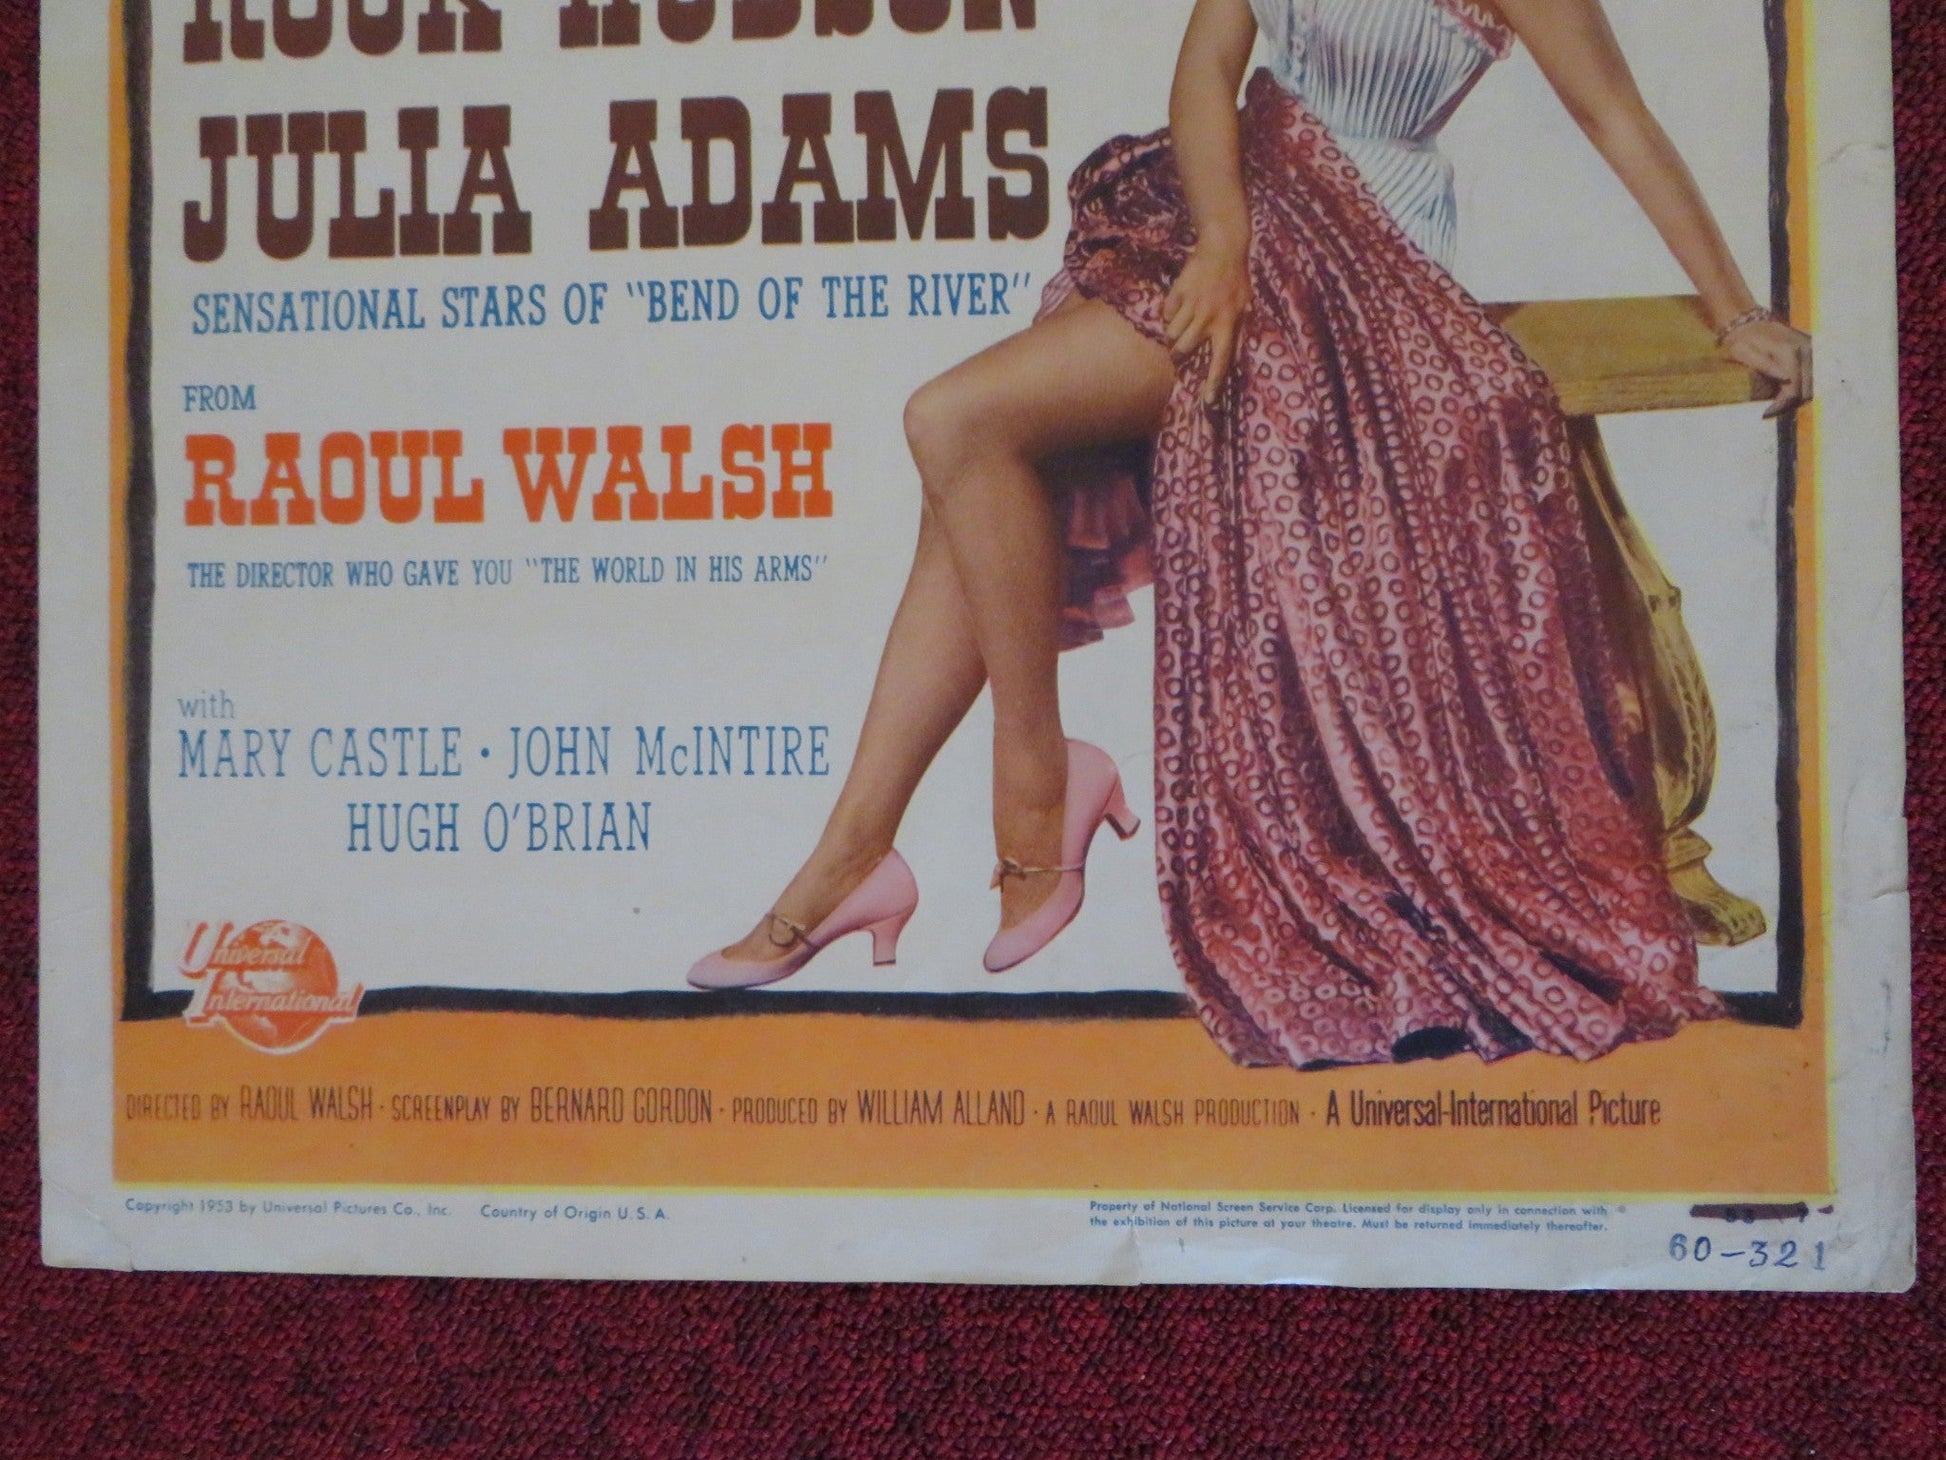 ROCK HUDSON
JULIA ADAMS
SENSATIONAL STARS OF "BEND OF THE RIVER"
FROM
RAOUL WALSH
THE DIRECTOR WHO GAVE YOU "THE WORLD IN HIS ARMS"
with
MARY CASTLE • JOHN McINTIRE
HUGH O'BRIAN
Universal
International
DIRECTED BY RAOUL WALSH • SCREENPLAY BY BERNARD GORDON • PRODUCED BY WILLIAM ALLAND • A RAOUL WALSH PRODUCTION • A Universal-International Picture
Copyright 1953 by Universal Pictures Co., Inc. Country of Origin U. S. A.
Property of National Screen Service Corp. Licensed for display only in connection with
the exhibition of this picture at your theatre. Must be returned immediately thereafter.
60-321